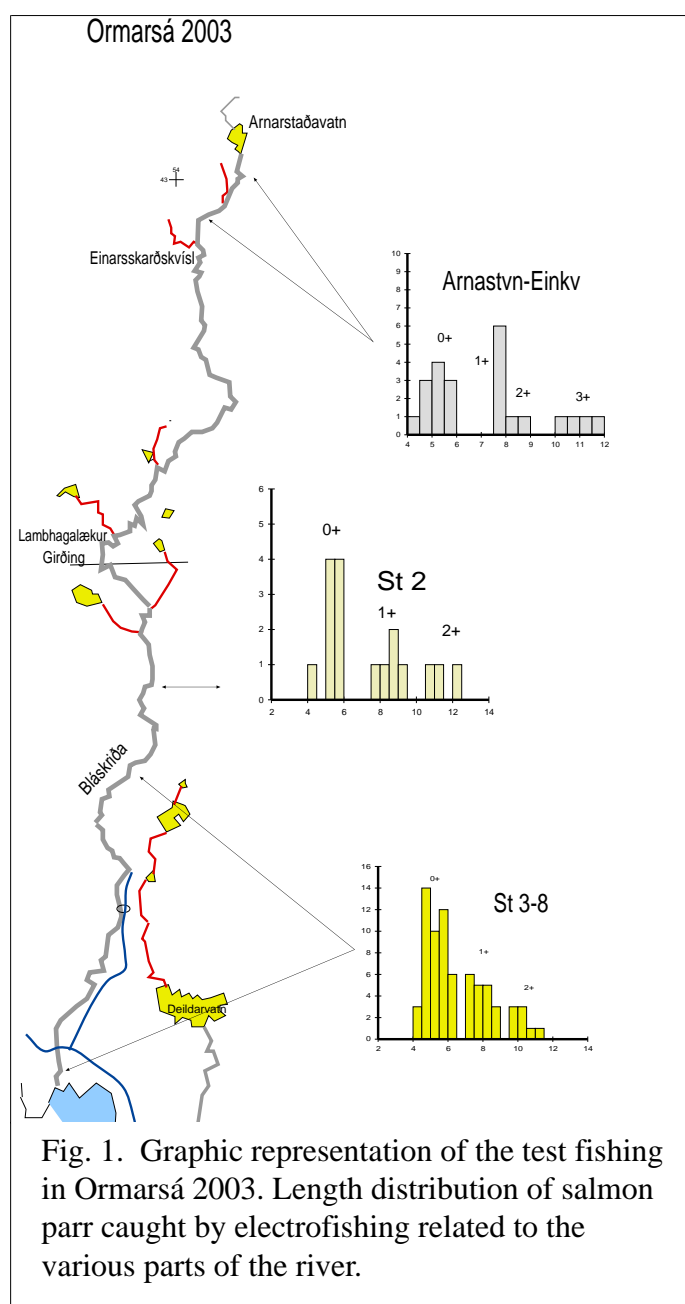 Ormarsá 2003
Arnarstaðavatn
54
43
Einarsskarðskvísl
Arnastvn-Einkv
10
9
8
7
6
5
4
3
2
1
0
0+
1+
2+
3+
4 5 6 7 8 9 10 11 12
Lambhagalækur
Girðing
St 2
6
5
4
3
2
1
0
0+
1+
2+
2 4 6 8 10 12 14
Bláskriða
St 3-8
16
14
12
10
8
6
4
2
0
0+
1+
2+
2 4 6 8 10 12 14
Deildarvatn
Fig. 1. Graphic representation of the test fishing
in Ormarsá 2003. Length distribution of salmon
parr caught by electrofishing related to the
various parts of the river.